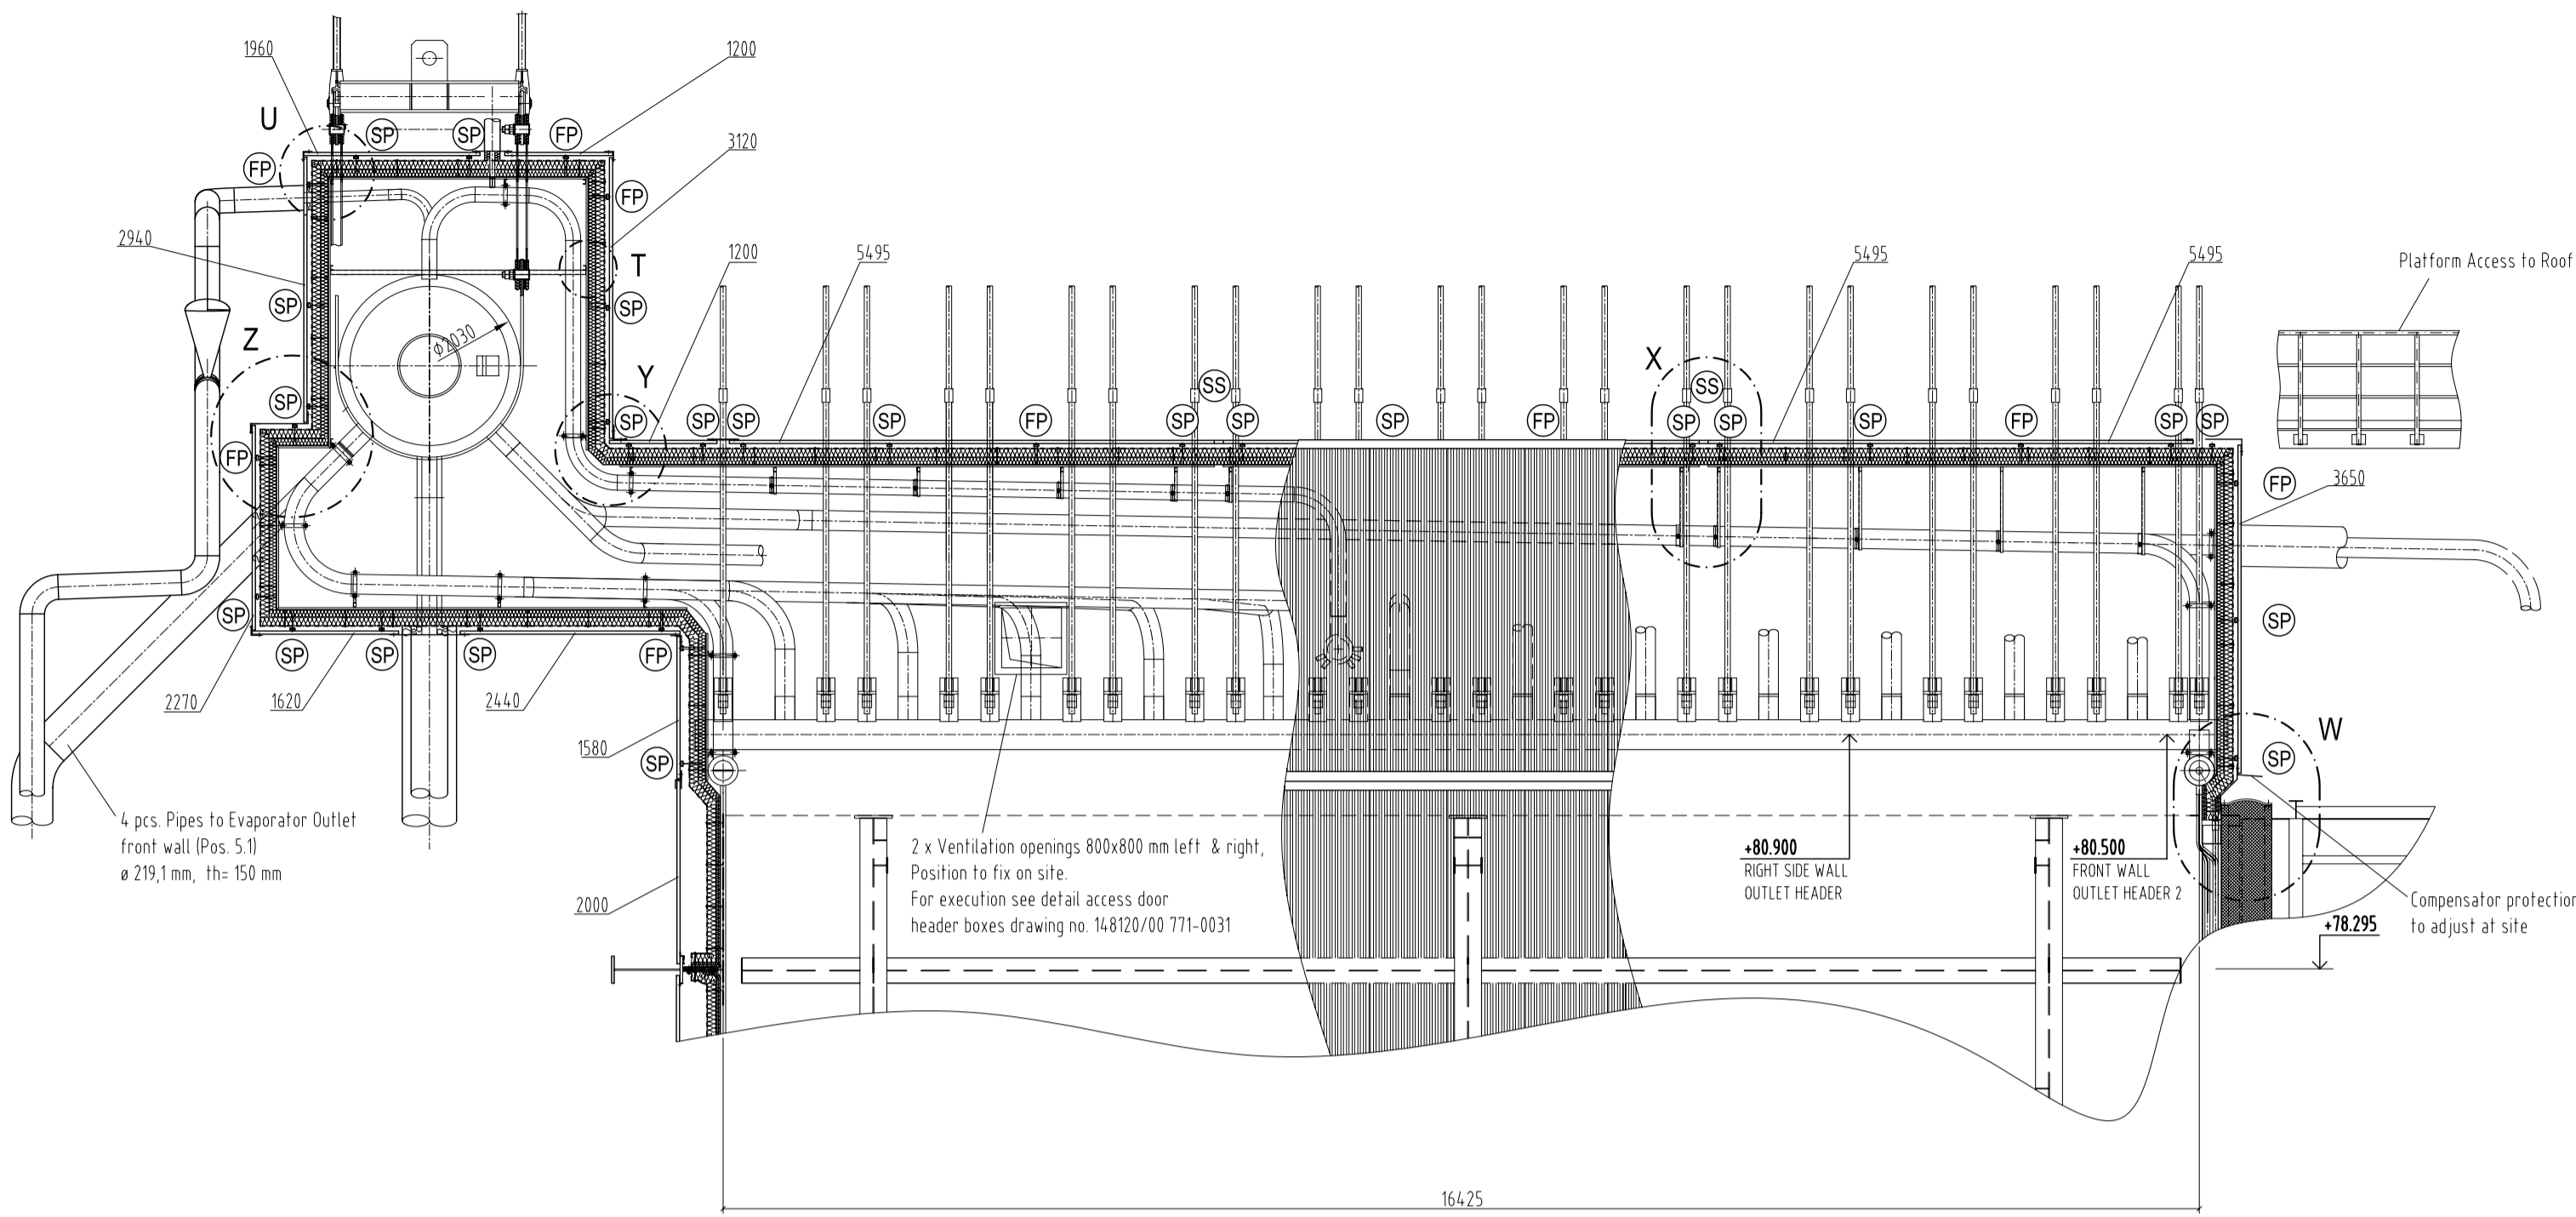 1960
1200
U
SP
SP
FP
3120
FP
FP
2940
1200
5495
5495
5495
Platform Access to Roof
T
SP
SP
Z
ϕ2030
Y
X
SS
SS
SP
SP
SP
SP
SP
FP
SP
SP
SP
FP
SP
SP
SP
FP
SP
SP
FP
FP
3650
SP
SP
SP
SP
SP
FP
2270
1620
2440
1580
SP
W
SP
4 pcs. Pipes to Evaporator Outlet
front wall (Pos. 5.1)
ø 219,1 mm, th= 150 mm
2000
2 x Ventilation openings 800x800 mm left & right,
Position to fix on site.
For execution see detail access door
header boxes drawing no. 148120/00 771-0031
+80.900
RIGHT SIDE WALL
OUTLET HEADER
+80.500
FRONT WALL
OUTLET HEADER 2
Compensator protection
to adjust at site
+78.295
16425